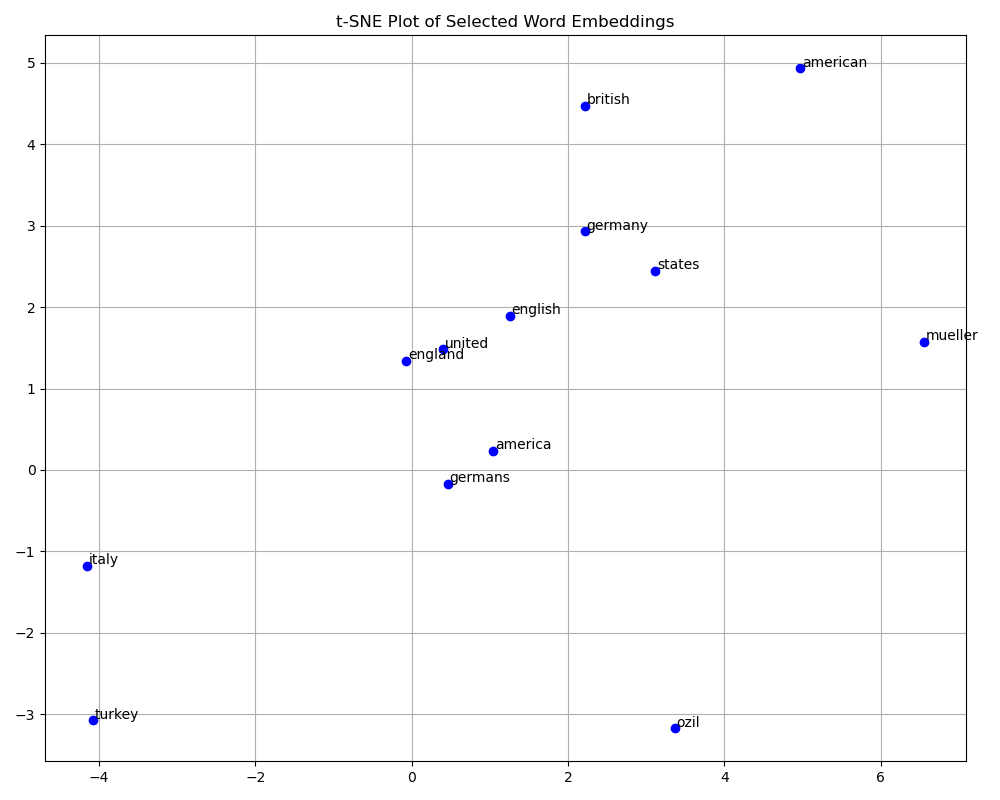 t-SNE Plot of Selected Word Embeddings
5
american
british
4
3
germany
states
2
english
mueller
united
england
1
america
0
germans
−1
italy
−2
−3
turkey
ozil
−4
−2
0
2
4
6